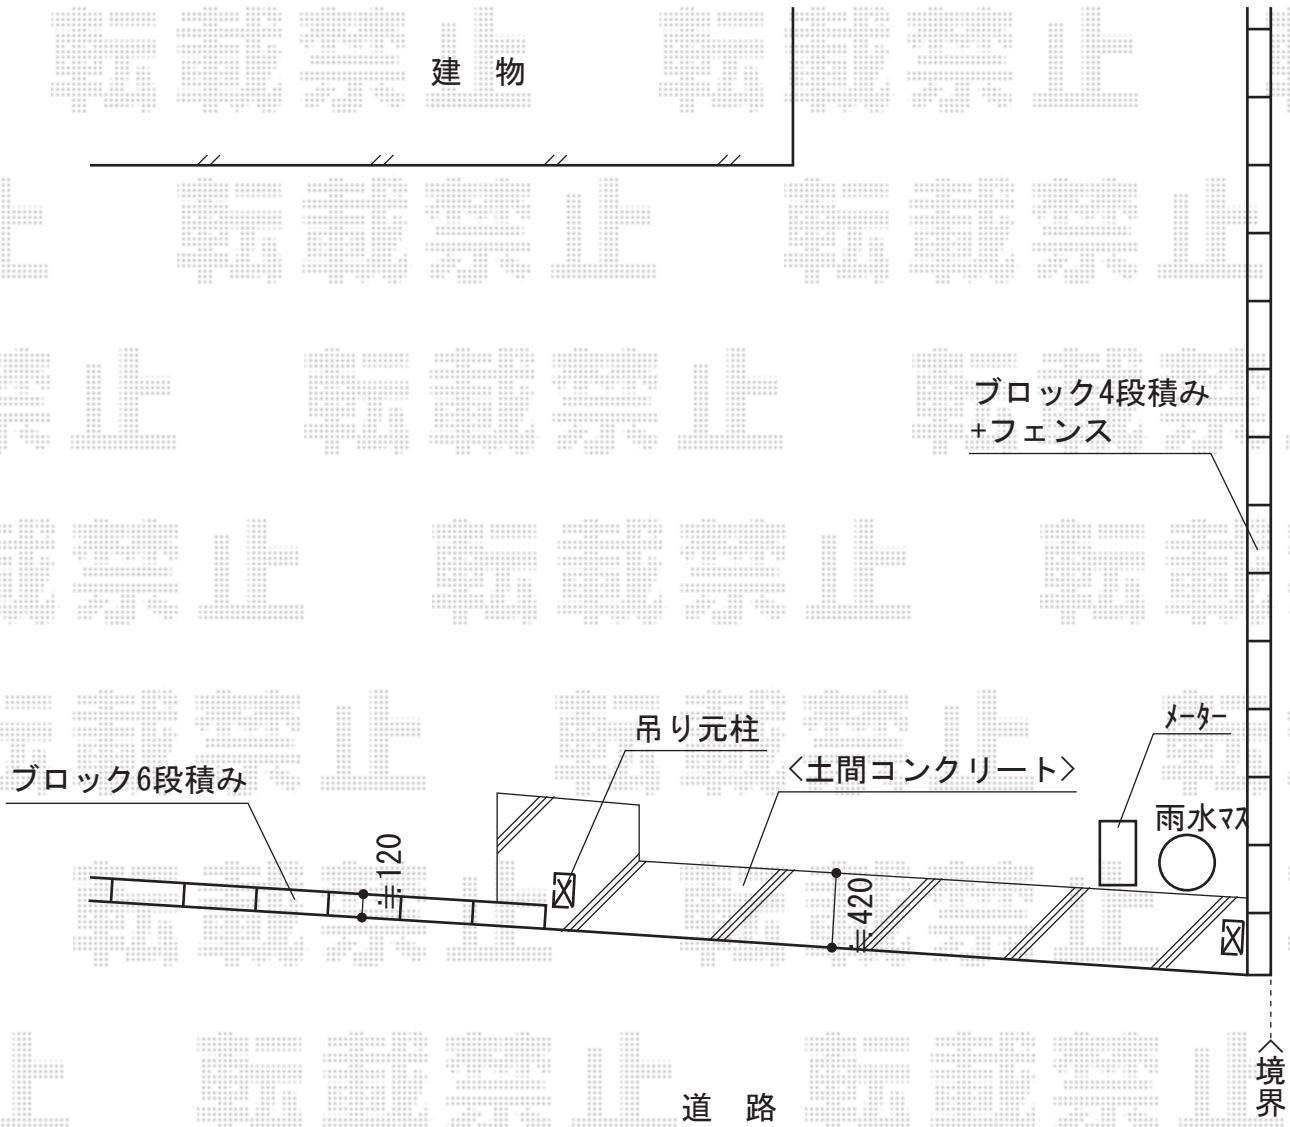 建　物
ブロック4段積み
+フェンス
吊り元柱
メーター
<土間コンクリート>
ブロック6段積み
雨水マス
≒120
≒420
道　路
境界
転載禁止